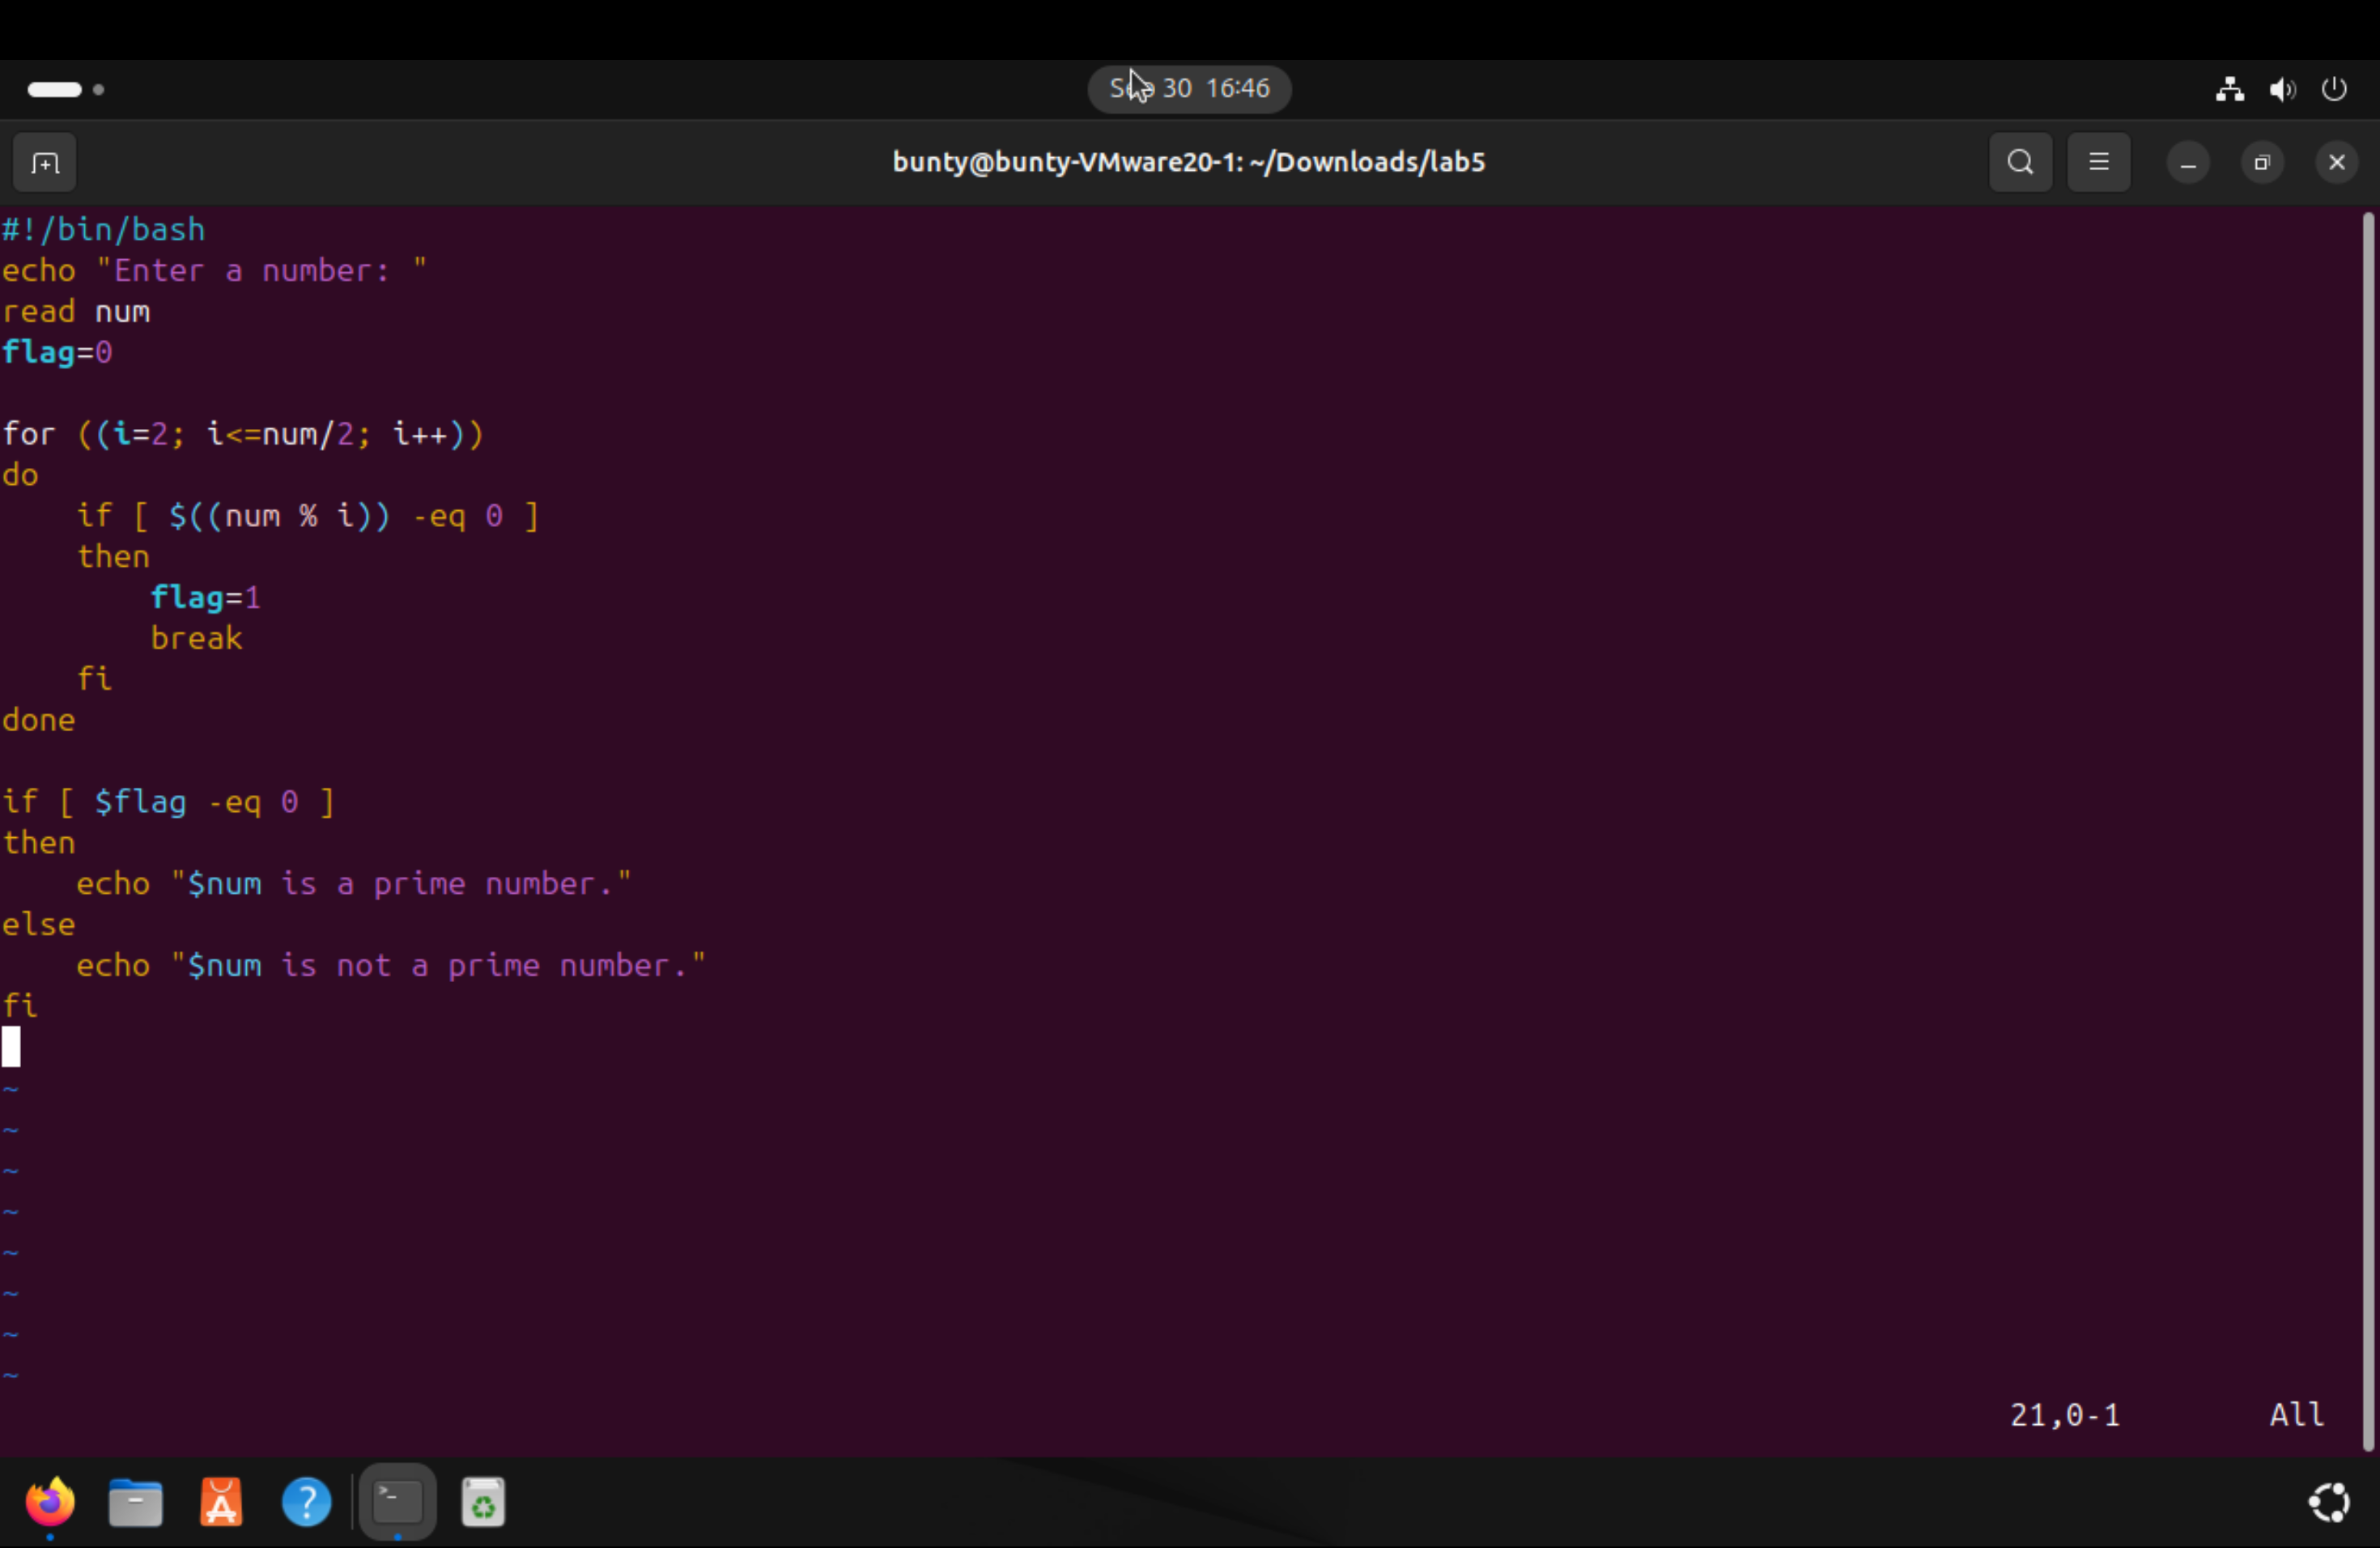 Sep 30 16:46
bunty@bunty-VMware20-1: ~/Downloads/lab5
#!/bin/bash
echo "Enter a number: "
read num
flag=0

for ((i=2; i<=num/2; i++))
do
    if [ $((num % i)) -eq 0 ]
    then
        flag=1
        break
    fi
done

if [ $flag -eq 0 ]
then
    echo "$num is a prime number."
else
    echo "$num is not a prime number."
fi
~
~
~
~
~
~
~
~
21,0-1 All